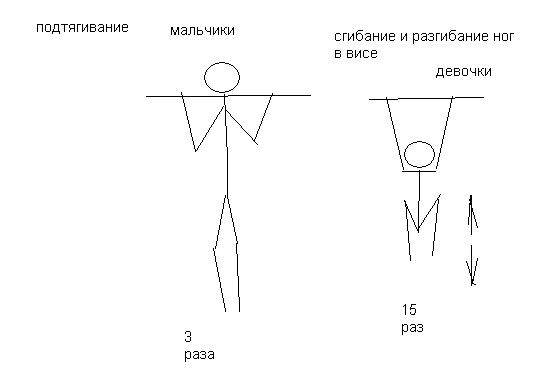 подтягивание
мальчики
сгибание и разгибание ног
в висе
девочки
3
раза
15
раз